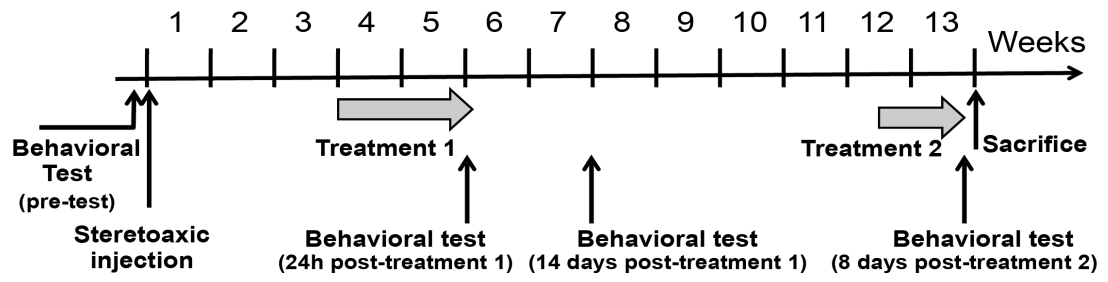 1 2 3 4 5 6 7 8 9 10 11 12 13
Weeks
Treatment 1
Treatment 2
Sacrifice
Behavioral
Test
(pre-test)
Steretoaxic
injection
Behavioral test
(24h post-treatment 1)
Behavioral test
(14 days post-treatment 1)
Behavioral test
(8 days post-treatment 2)